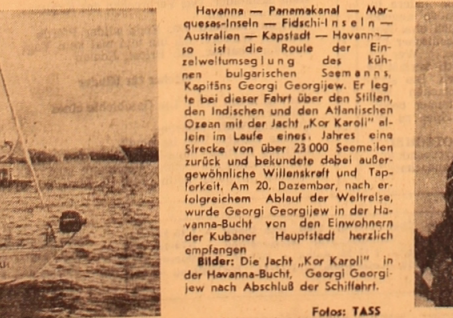 Havanna — Panamakanal — Mar-
quesas-Inseln — Fidschi-Inseln —
Australien — Kapstadt — Havanna—
so ist die Route der Ein-
zelweltumseglung des küh-
nen bulgarischen Seemanns,
Kapitäns Georgi Georgijew. Er leg-
te bei dieser Fahrt über den Stillen,
den Indischen und den Atlantischen
Ozean mit der Jacht „Kor Karoli" al-
lein im Laufe eines Jahres eine
Strecke von über 23 000 Seemeilen
zurück und bekundete dabei außer-
gewöhnliche Willenskraft und Tap-
ferkeit. Am 20. Dezember, nach er-
folgreichem Ablauf der Weltreise,
wurde Georgi Georgijew in der Ha-
vanna-Bucht von den Einwohnern
der Kubaner Hauptstadt herzlich
empfangen
Bilder: Die Jacht „Kor Karoli" in
der Havanna-Bucht, Georgi Georgi-
jew nach Abschluß der Schiffahrt.
Fotos: TASS